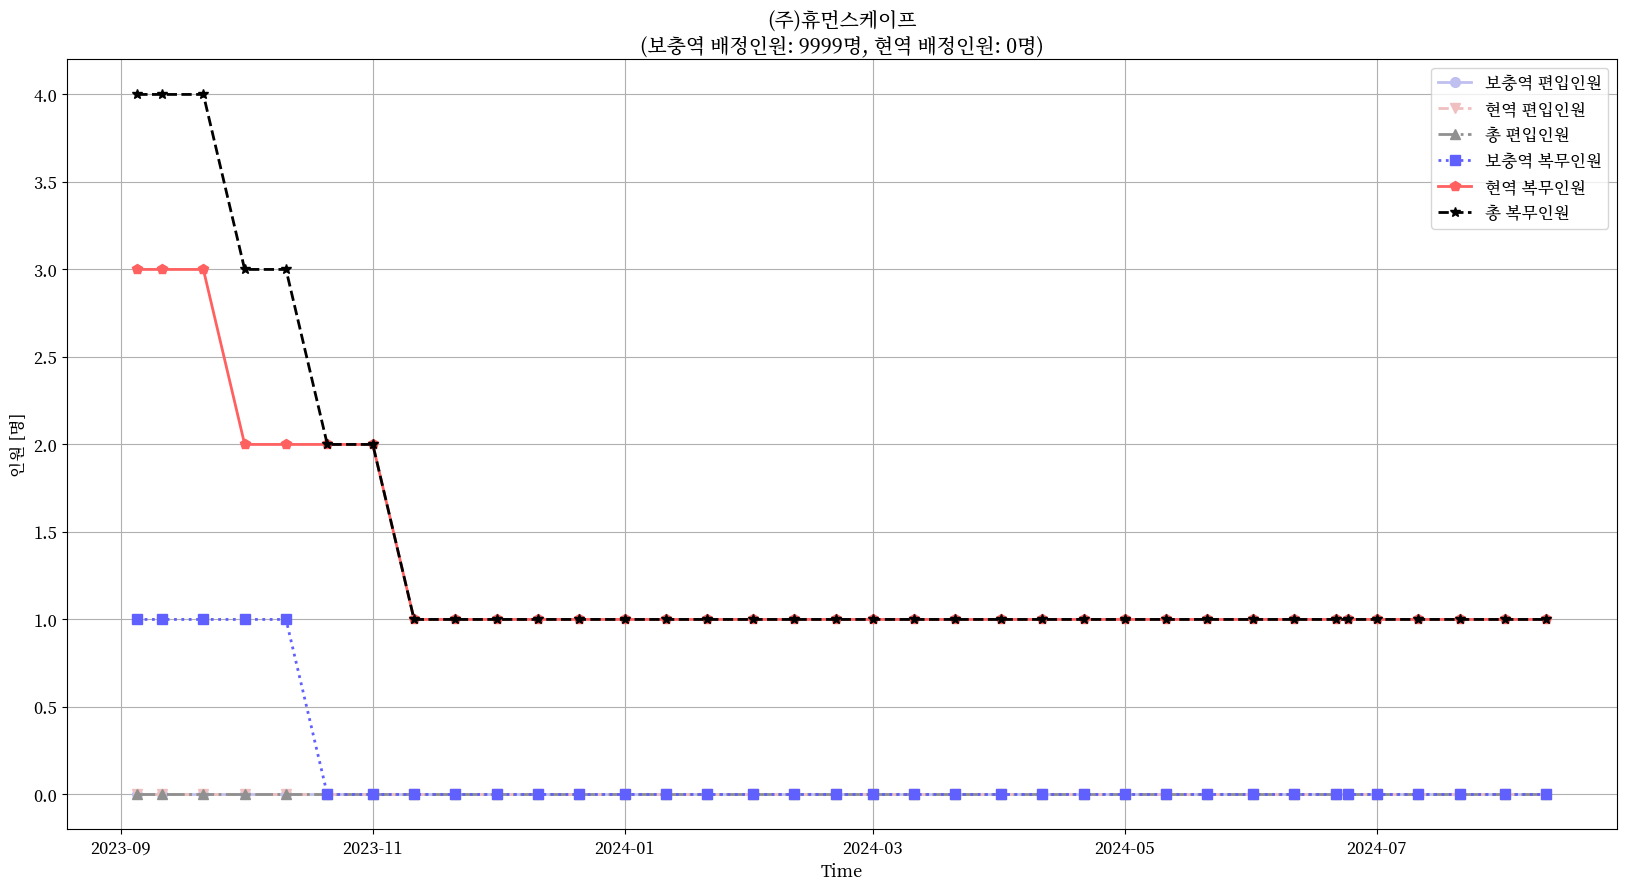 (주)휴먼스케이프
(보충역 배정인원: 9999명, 현역 배정인원: 0명)
보충역 편입인원
현역 편입인원
총 편입인원
보충역 복무인원
현역 복무인원
총 복무인원
4.0
3.5
3.0
2.5
2.0
1.5
1.0
0.5
0.0
인원 [명]
2023-09
2023-11
2024-01
2024-03
2024-05
2024-07
Time